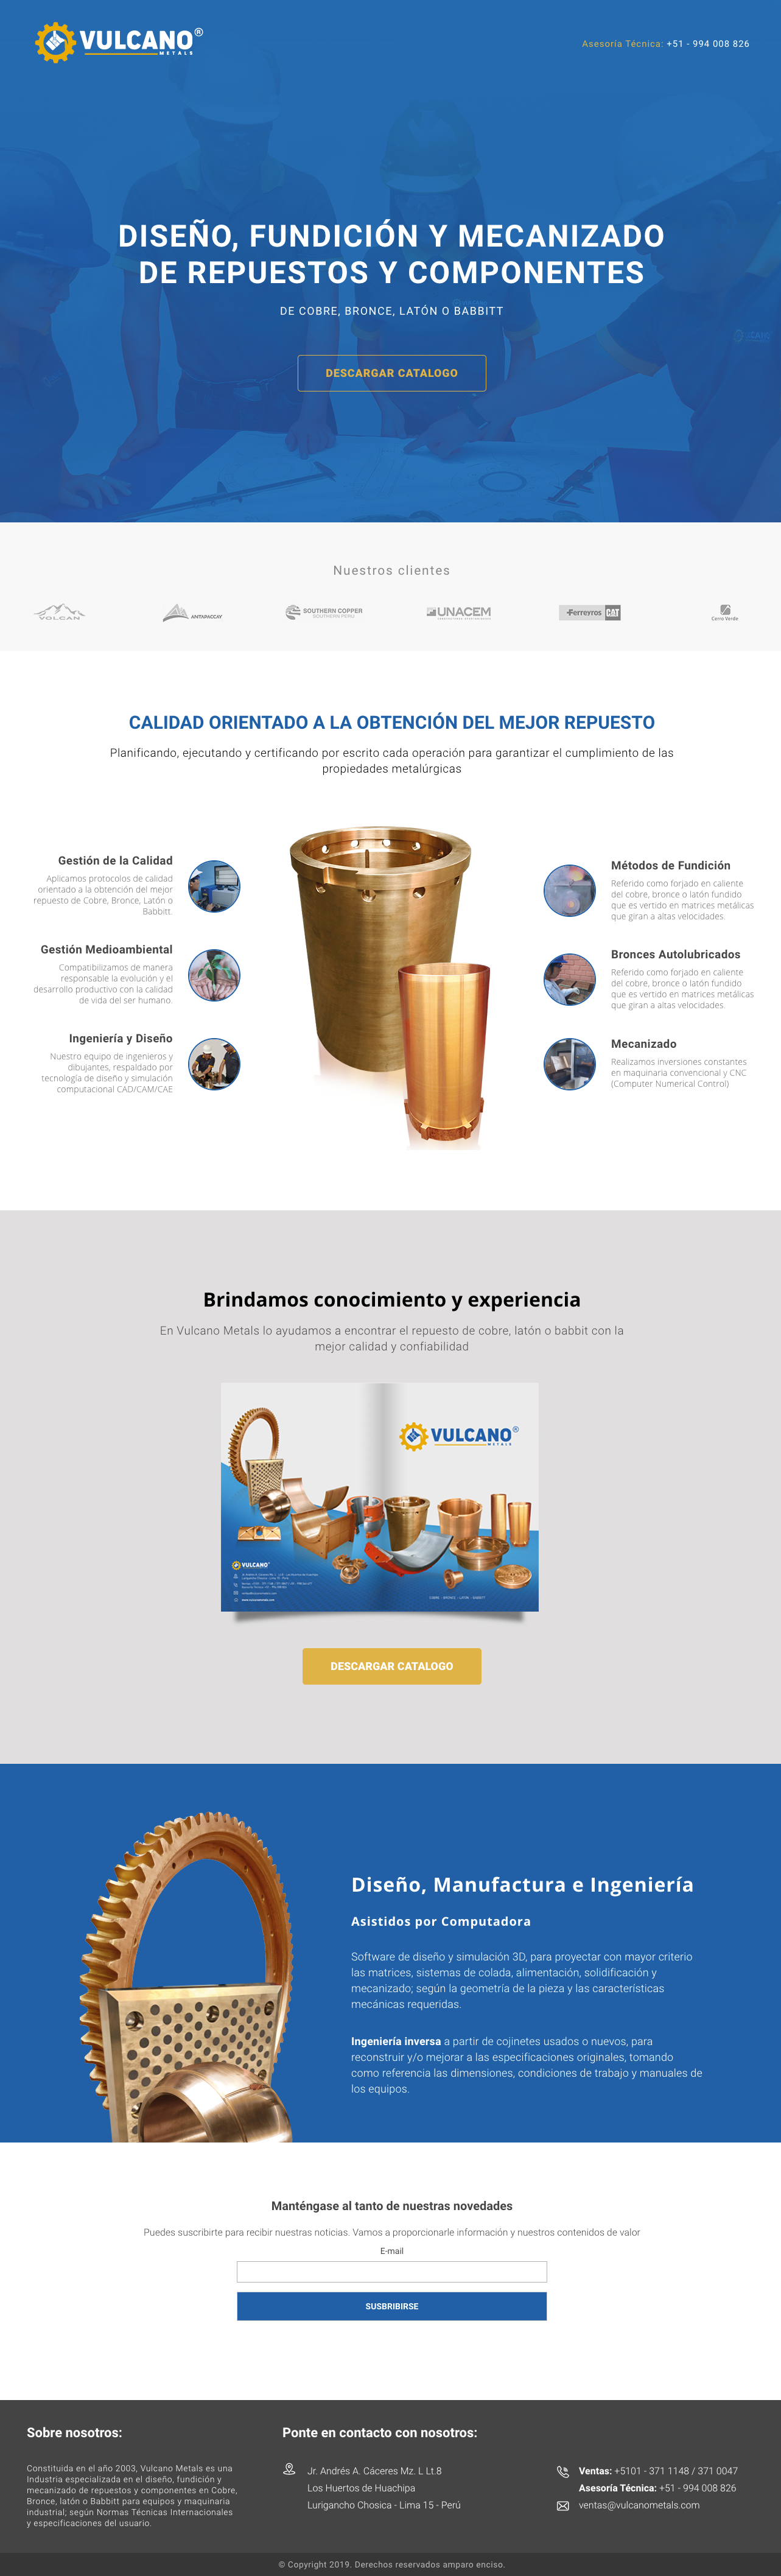 VULCANO®
METALS
Asesoría Técnica: +51 - 994 008 826
DISEÑO, FUNDICIÓN Y MECANIZADO
DE REPUESTOS Y COMPONENTES
DE COBRE, BRONCE, LATÓN O BABBITT
DESCARGAR CATALOGO
Nuestros clientes
VOLCAN
ANTAPACCAY
SOUTHERN COPPER
SOUTHERN PERU
UNACEM
Ferreyros CAT
Cerro Verde
CALIDAD ORIENTADO A LA OBTENCIÓN DEL MEJOR REPUESTO
Planificando, ejecutando y certificando por escrito cada operación para garantizar el cumplimiento de las
propiedades metalúrgicas
Gestión de la Calidad
Aplicamos protocolos de calidad
orientado a la obtención del mejor
repuesto de Cobre, Bronce, Latón o
Babbitt.
Gestión Medioambiental
Compatibilizamos de manera
responsable la evolución y el
desarrollo productivo con la calidad
de vida del ser humano.
Ingeniería y Diseño
Nuestro equipo de ingenieros y
dibujantes, respaldado por
tecnología de diseño y simulación
computacional CAD/CAM/CAE
Métodos de Fundición
Referido como forjado en caliente
del cobre, bronce o latón fundido
que es vertido en matrices metálicas
que giran a altas velocidades.
Bronces Autolubricados
Referido como forjado en caliente
del cobre, bronce o latón fundido
que es vertido en matrices metálicas
que giran a altas velocidades.
Mecanizado
Realizamos inversiones constantes
en maquinaria convencional y CNC
(Computer Numerical Control)
Brindamos conocimiento y experiencia
En Vulcano Metals lo ayudamos a encontrar el repuesto de cobre, latón o babbit con la
mejor calidad y confiabilidad
VULCANO®
METALS
VULCANO
DESCARGAR CATALOGO
Diseño, Manufactura e Ingeniería
Asistidos por Computadora
Software de diseño y simulación 3D, para proyectar con mayor criterio
las matrices, sistemas de colada, alimentación, solidificación y
mecanizado; según la geometría de la pieza y las características
mecánicas requeridas.
Ingeniería inversa a partir de cojinetes usados o nuevos, para
reconstruir y/o mejorar a las especificaciones originales, tomando
como referencia las dimensiones, condiciones de trabajo y manuales de
los equipos.
Manténgase al tanto de nuestras novedades
Puedes suscribirte para recibir nuestras noticias. Vamos a proporcionarle información y nuestros contenidos de valor
E-mail
SUSBRIBIRSE
Sobre nosotros:
Constituida en el año 2003, Vulcano Metals es una
Industria especializada en el diseño, fundición y
mecanizado de repuestos y componentes en Cobre,
Bronce, latón o Babbitt para equipos y maquinaria
industrial; según Normas Técnicas Internacionales
y especificaciones del usuario.
Ponte en contacto con nosotros:
Jr. Andrés A. Cáceres Mz. L Lt.8
Los Huertos de Huachipa
Lurigancho Chosica - Lima 15 - Perú
Ventas: +5101 - 371 1148 / 371 0047
Asesoría Técnica: +51 - 994 008 826
ventas@vulcanometals.com
© Copyright 2019. Derechos reservados amparo enciso.